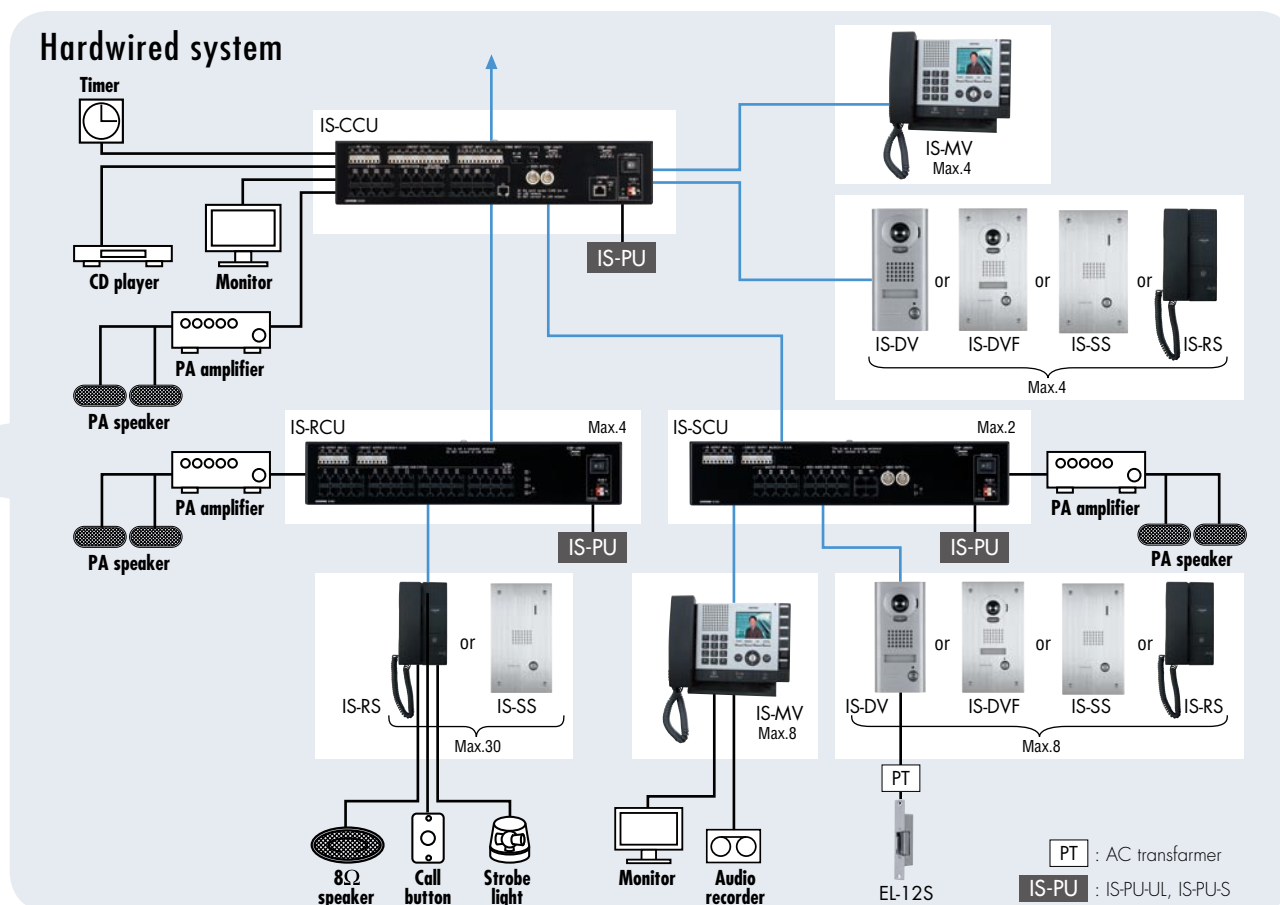 Hardwired system
Timer
IS-CCU
IS-PU
CD player
Monitor
PA amplifier
PA speaker
IS-MV
Max.4
or
or
or
IS-DV
IS-DVF
IS-SS
IS-RS
Max.4
IS-RCU
Max.4
IS-PU
PA amplifier
PA speaker
IS-SCU
Max.2
IS-PU
PA amplifier
PA speaker
or
IS-RS
IS-SS
Max.30
IS-MV
Max.8
or
or
or
IS-DV
IS-DVF
IS-SS
IS-RS
Max.8
8Ω
speaker
Call
button
Strobe
light
Monitor
Audio
recorder
PT
EL-12S
PT : AC transfarmer
IS-PU : IS-PU-UL, IS-PU-S